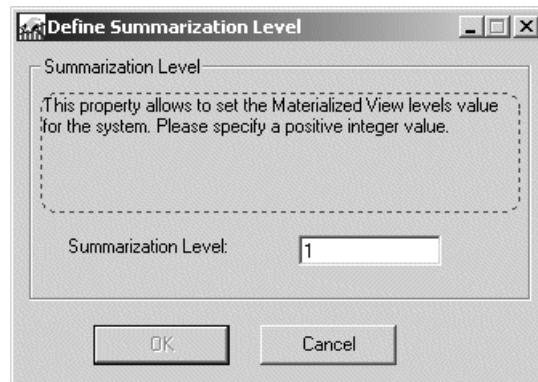 Define Summarization Level
Summarization Level
This property allows to set the Materialized View levels value
for the system. Please specify a positive integer value.
Summarization Level: 1
OK Cancel